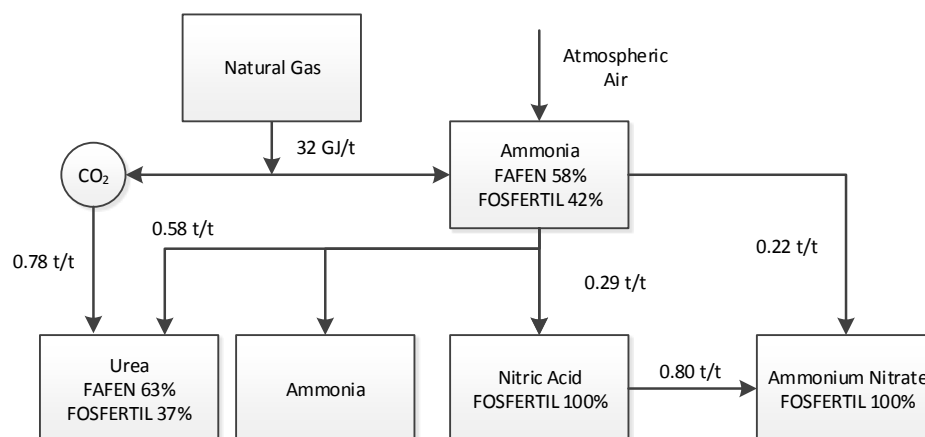 Natural Gas
Atmospheric
Air
32 GJ/t
CO₂
Ammonia
FAFEN 58%
FOSFERTIL 42%
0.58 t/t
0.78 t/t
0.22 t/t
0.29 t/t
Urea
FAFEN 63%
FOSFERTIL 37%
Ammonia
Nitric Acid
FOSFERTIL 100%
0.80 t/t
Ammonium Nitrate
FOSFERTIL 100%